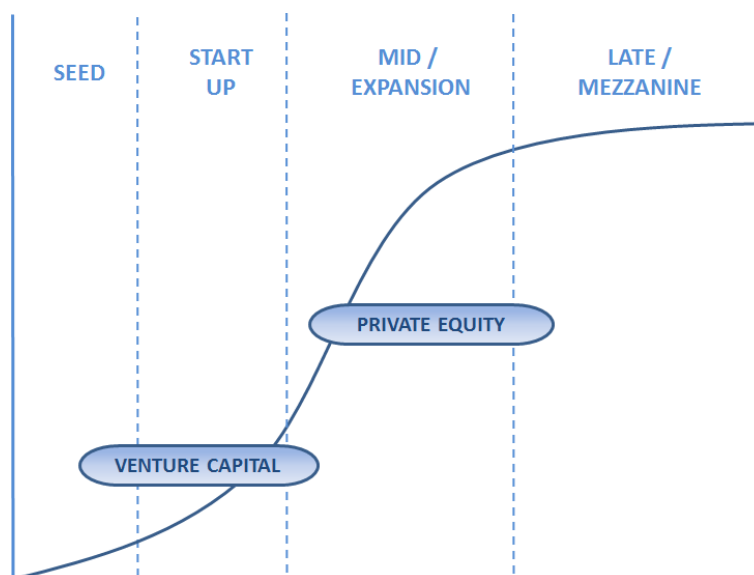 SEED
START
UP
MID /
EXPANSION
LATE /
MEZZANINE
PRIVATE EQUITY
VENTURE CAPITAL